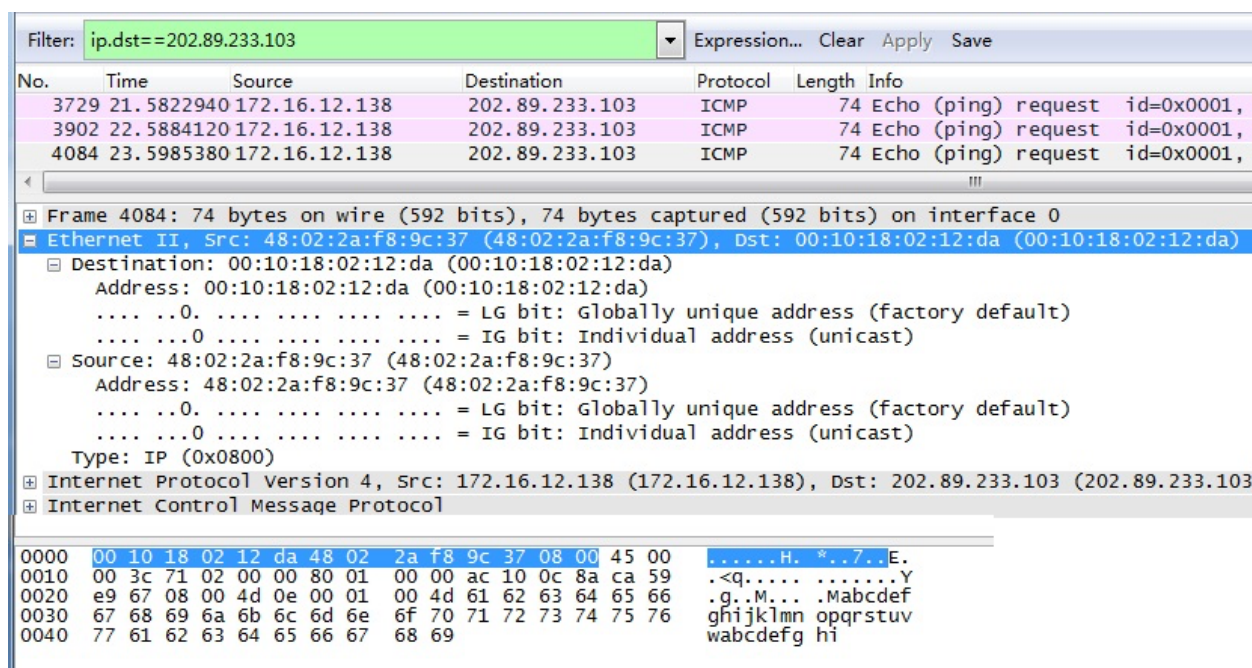 Filter: ip.dst==202.89.233.103 Expression... Clear Apply Save
No. Time Source Destination Protocol Length Info
3729 21.5822940 172.16.12.138 202.89.233.103 ICMP 74 Echo (ping) request id=0x0001,
3902 22.5884120 172.16.12.138 202.89.233.103 ICMP 74 Echo (ping) request id=0x0001,
4084 23.5985380 172.16.12.138 202.89.233.103 ICMP 74 Echo (ping) request id=0x0001,
Frame 4084: 74 bytes on wire (592 bits), 74 bytes captured (592 bits) on interface 0
Ethernet II, Src: 48:02:2a:f8:9c:37 (48:02:2a:f8:9c:37), Dst: 00:10:18:02:12:da (00:10:18:02:12:da)
Destination: 00:10:18:02:12:da (00:10:18:02:12:da)
Address: 00:10:18:02:12:da (00:10:18:02:12:da)
.... ..0. .... .... .... .... = LG bit: Globally unique address (factory default)
.... ...0 .... .... .... .... = IG bit: Individual address (unicast)
Source: 48:02:2a:f8:9c:37 (48:02:2a:f8:9c:37)
Address: 48:02:2a:f8:9c:37 (48:02:2a:f8:9c:37)
.... ..0. .... .... .... .... = LG bit: Globally unique address (factory default)
.... ...0 .... .... .... .... = IG bit: Individual address (unicast)
Type: IP (0x0800)
Internet Protocol Version 4, Src: 172.16.12.138 (172.16.12.138), Dst: 202.89.233.103 (202.89.233.103
Internet Control Message Protocol
0000 00 10 18 02 12 da 48 02 2a f8 9c 37 08 00 45 00 ......H. *..7..E.
0010 00 3c 71 02 00 00 80 01 00 00 ac 10 0c 8a ca 59 .<q..... .......Y
0020 e9 67 08 00 4d 0e 00 01 00 4d 61 62 63 64 65 66 .g..M... .Mabcdef
0030 67 68 69 6a 6b 6c 6d 6e 6f 70 71 72 73 74 75 76 ghijklmn opqrstuv
0040 77 61 62 63 64 65 66 67 68 69 wabcdefg hi